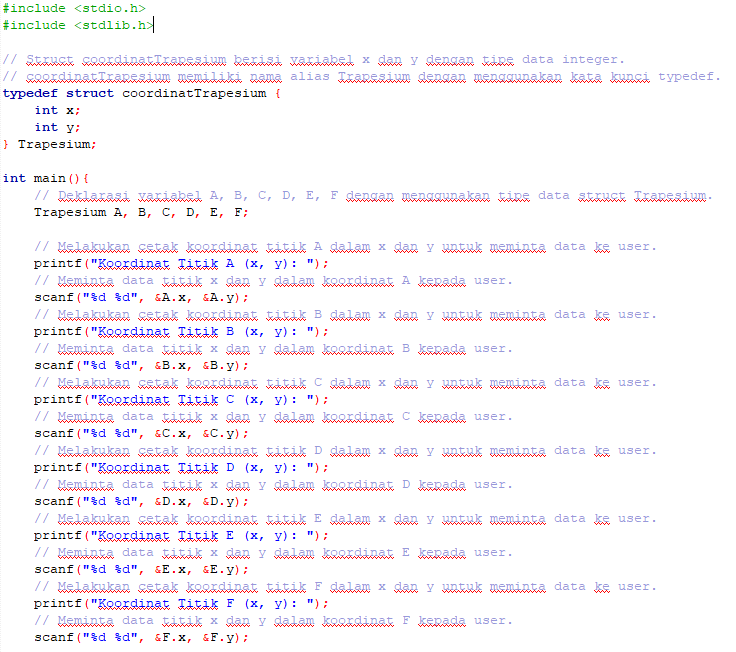 #include <stdio.h>
#include <stdlib.h>
// Struct coordinatTrapesium berisi variabel x dan y dengan tipe data integer.
// coordinatTrapesium memiliki nama alias Trapesium dengan menggunakan kata kunci typedef.
typedef struct coordinatTrapesium {
    int x;
    int y;
} Trapesium;
int main(){
    // Deklarasi variabel A, B, C, D, E, F dengan menggunakan tipe data struct Trapesium.
    Trapesium A, B, C, D, E, F;
    // Melakukan cetak koordinat titik A dalam x dan y untuk meminta data ke user.
    printf("Koordinat Titik A (x, y): ");
    // Meminta data titik x dan y dalam koordinat A kepada user.
    scanf("%d %d", &A.x, &A.y);
    // Melakukan cetak koordinat titik B dalam x dan y untuk meminta data ke user.
    printf("Koordinat Titik B (x, y): ");
    // Meminta data titik x dan y dalam koordinat B kepada user.
    scanf("%d %d", &B.x, &B.y);
    // Melakukan cetak koordinat titik C dalam x dan y untuk meminta data ke user.
    printf("Koordinat Titik C (x, y): ");
    // Meminta data titik x dan y dalam koordinat C kepada user.
    scanf("%d %d", &C.x, &C.y);
    // Melakukan cetak koordinat titik D dalam x dan y untuk meminta data ke user.
    printf("Koordinat Titik D (x, y): ");
    // Meminta data titik x dan y dalam koordinat D kepada user.
    scanf("%d %d", &D.x, &D.y);
    // Melakukan cetak koordinat titik E dalam x dan y untuk meminta data ke user.
    printf("Koordinat Titik E (x, y): ");
    // Meminta data titik x dan y dalam koordinat E kepada user.
    scanf("%d %d", &E.x, &E.y);
    // Melakukan cetak koordinat titik F dalam x dan y untuk meminta data ke user.
    printf("Koordinat Titik F (x, y): ");
    // Meminta data titik x dan y dalam koordinat F kepada user.
    scanf("%d %d", &F.x, &F.y);